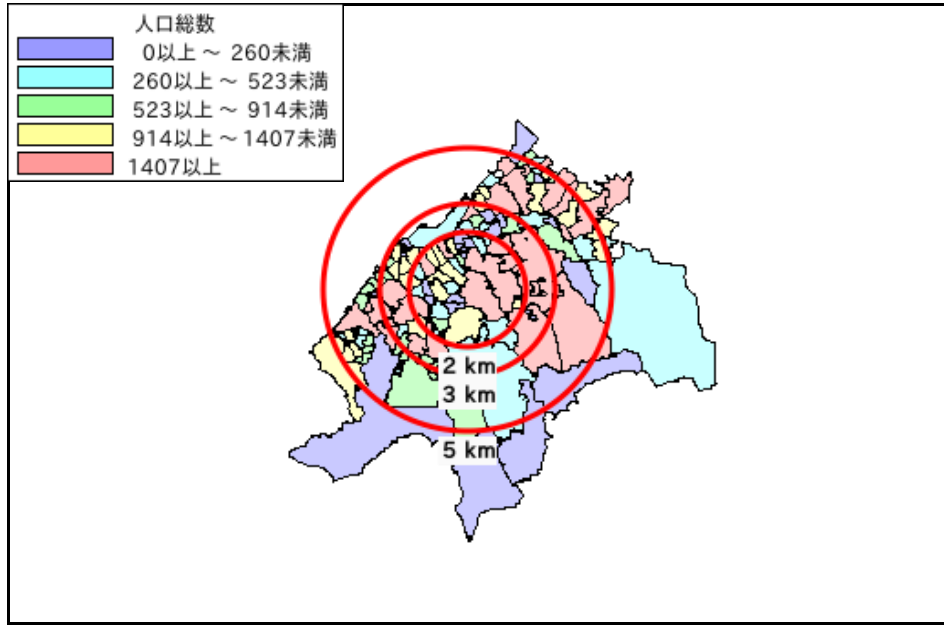 人口総数
0以上 ～ 260未満
260以上 ～ 523未満
523以上 ～ 914未満
914以上 ～ 1407未満
1407以上
2 km
3 km
5 km